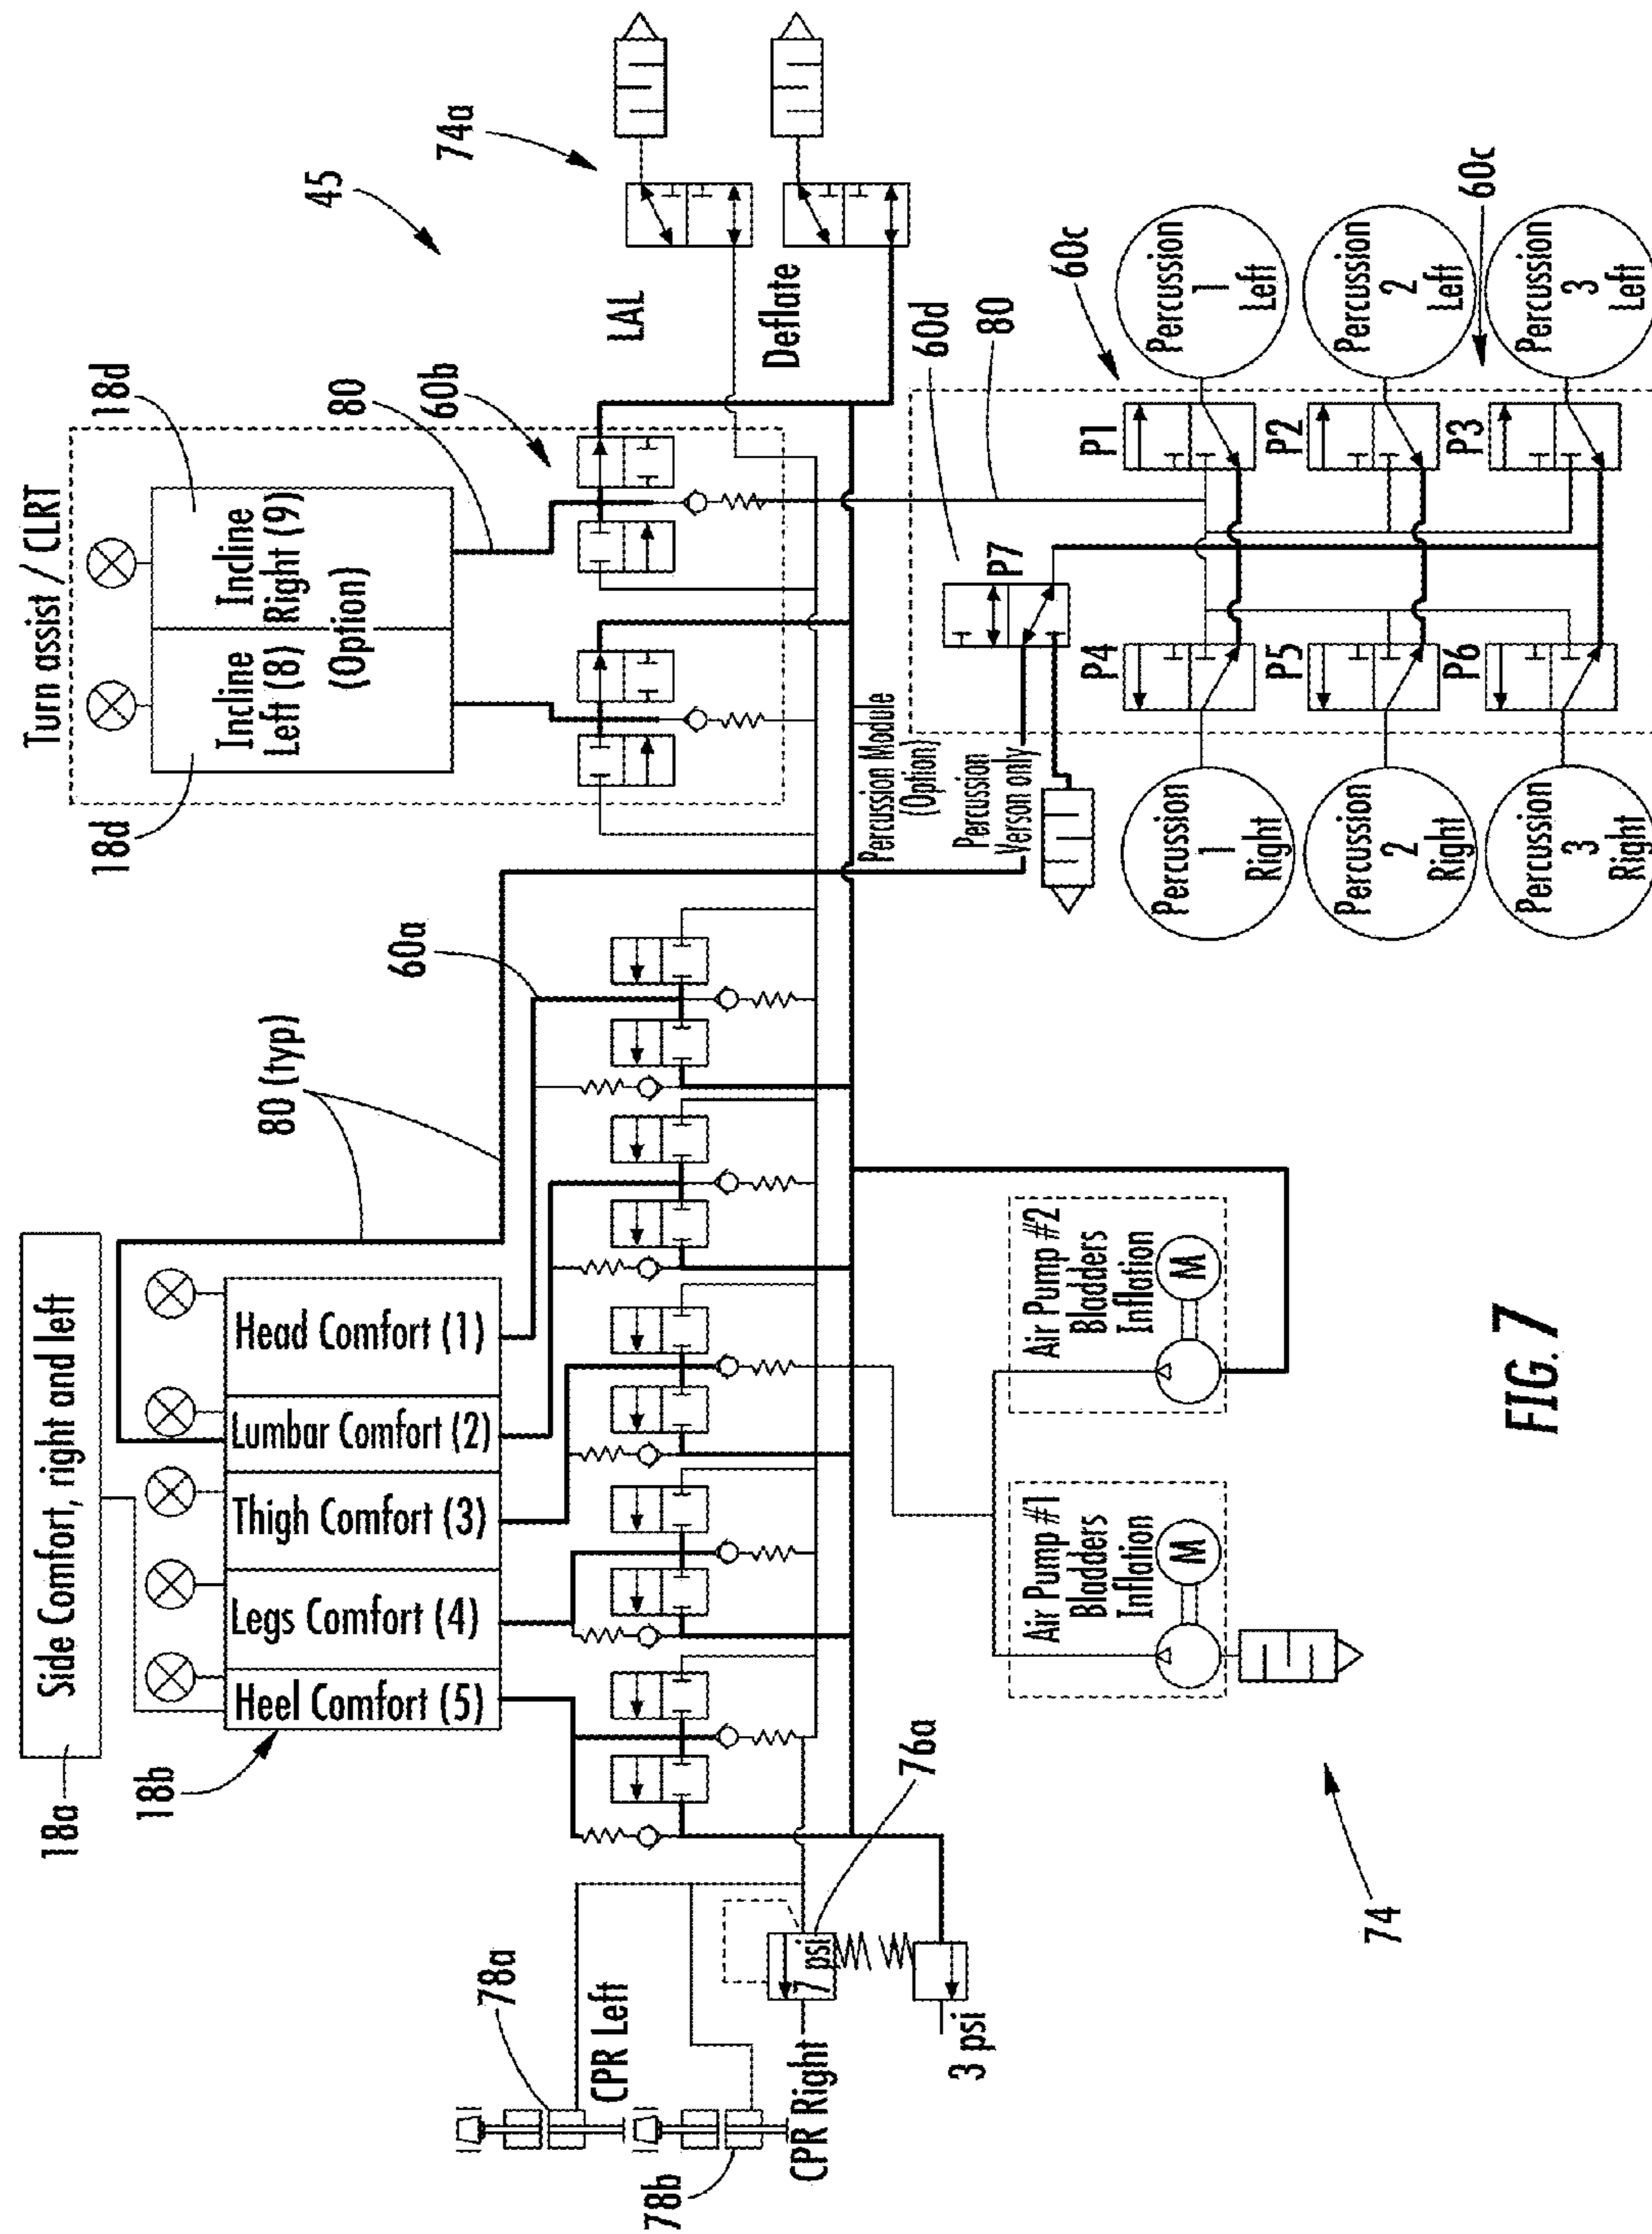 45
74a
LAL
Deflate
Turn assist / CLRT
18d
18d
Incline
Left (8)
Incline
Right (9)
(Option)
80
60b
60d
80
60c
60c
P7
P1
P2
P3
P4
P5
P6
Percussion
1
Left
Percussion
2
Left
Percussion
3
Left
Percussion
1
Right
Percussion
2
Right
Percussion
3
Right
Percussion Module
(Option)
Percussion
Verson only
60a
80 (typ)
Side Comfort, right and left
18a
18b
Head Comfort (1)
Lumbar Comfort (2)
Thigh Comfort (3)
Legs Comfort (4)
Heel Comfort (5)
Air Pump #2
Bladders
Inflation
M
Air Pump #1
Bladders
Inflation
M
74
76a
7 psi
3 psi
78a
CPR Left
78b
CPR Right
FIG. 7